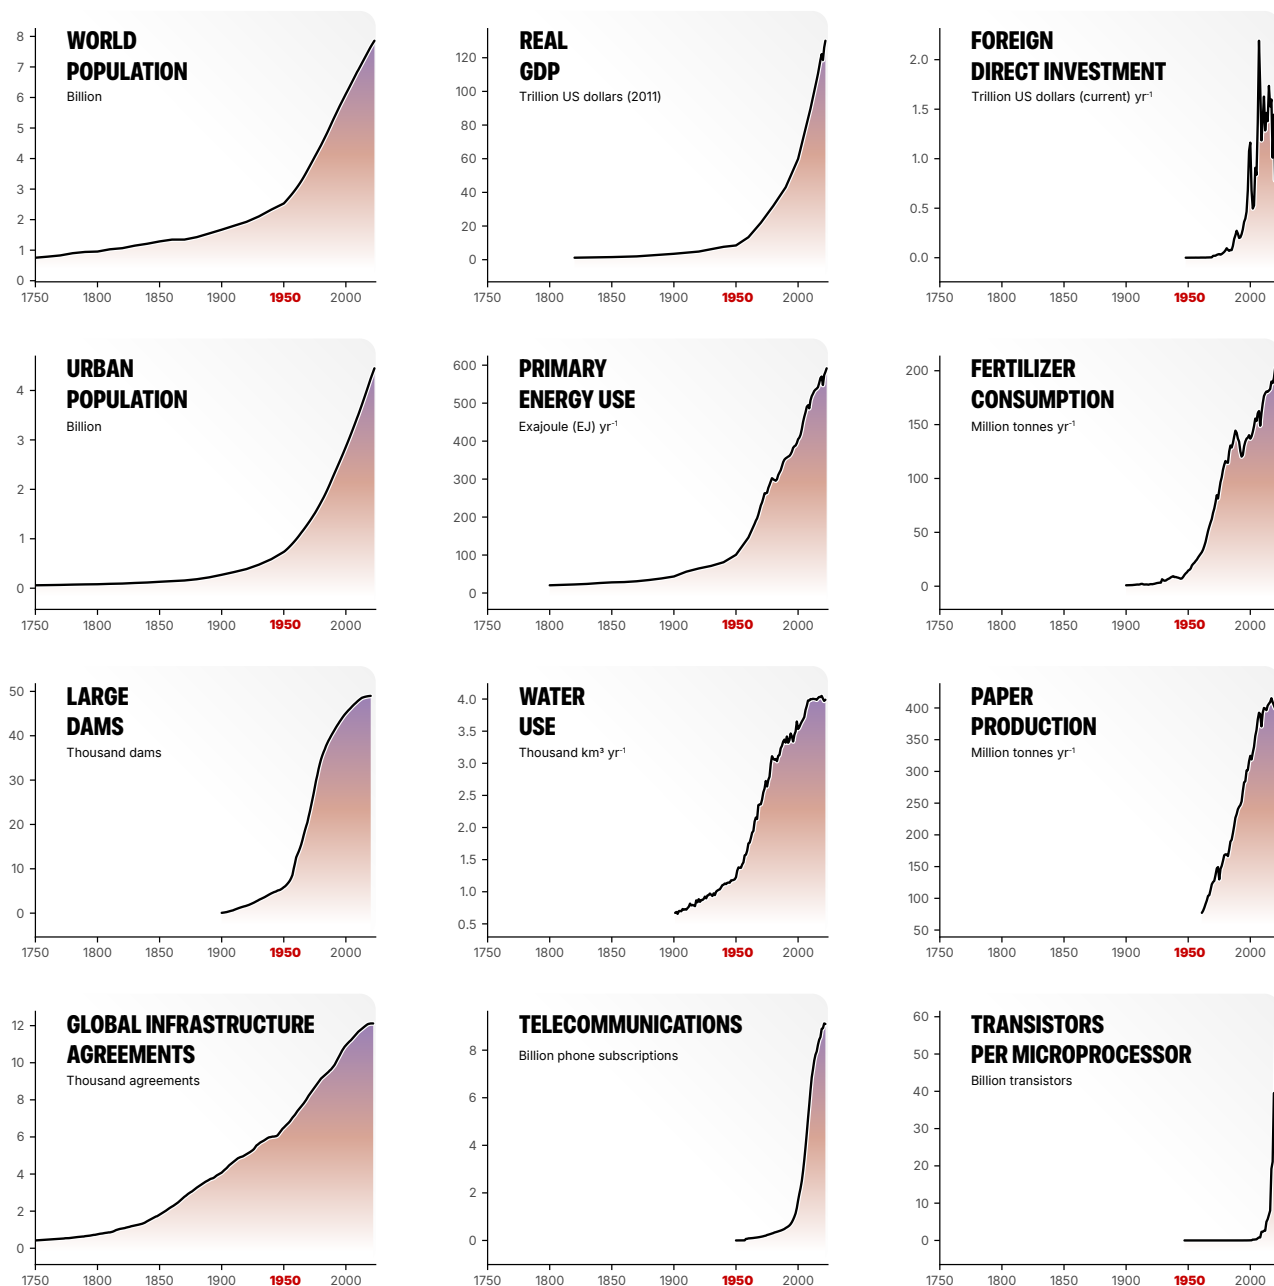 WORLD
POPULATION
Billion
8
7
6
5
4
3
2
1
0
1750 1800 1850 1900 1950 2000
REAL
GDP
Trillion US dollars (2011)
120
100
80
60
40
20
0
1750 1800 1850 1900 1950 2000
FOREIGN
DIRECT INVESTMENT
Trillion US dollars (current) yr⁻¹
2.0
1.5
1.0
0.5
0.0
1750 1800 1850 1900 1950 2000
URBAN
POPULATION
Billion
4
3
2
1
0
1750 1800 1850 1900 1950 2000
PRIMARY
ENERGY USE
Exajoule (EJ) yr⁻¹
600
500
400
300
200
100
0
1750 1800 1850 1900 1950 2000
FERTILIZER
CONSUMPTION
Million tonnes yr⁻¹
200
150
100
50
0
1750 1800 1850 1900 1950 2000
LARGE
DAMS
Thousand dams
50
40
30
20
10
0
1750 1800 1850 1900 1950 2000
WATER
USE
Thousand km³ yr⁻¹
4.0
3.5
3.0
2.5
2.0
1.5
1.0
0.5
1750 1800 1850 1900 1950 2000
PAPER
PRODUCTION
Million tonnes yr⁻¹
400
350
300
250
200
150
100
50
1750 1800 1850 1900 1950 2000
GLOBAL INFRASTRUCTURE
AGREEMENTS
Thousand agreements
12
10
8
6
4
2
0
1750 1800 1850 1900 1950 2000
TELECOMMUNICATIONS
Billion phone subscriptions
8
6
4
2
0
1750 1800 1850 1900 1950 2000
TRANSISTORS
PER MICROPROCESSOR
Billion transistors
60
50
40
30
20
10
0
1750 1800 1850 1900 1950 2000